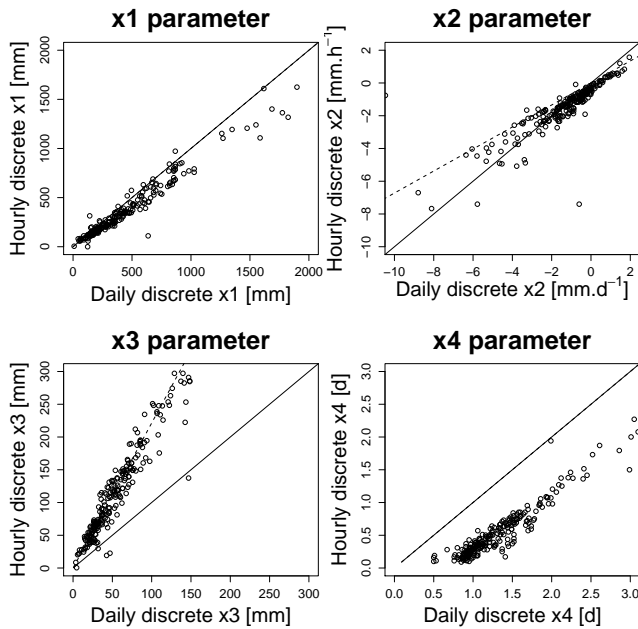 x1 parameter
Hourly discrete x1 [mm]
0 500 1000 1500 2000
0 500 1000 1500 2000
Daily discrete x1 [mm]
x2 parameter
Hourly discrete x2 [mm.h⁻¹]
−10 −8 −6 −4 −2 0 2
−10 −8 −6 −4 −2 0 2
Daily discrete x2 [mm.d⁻¹]
x3 parameter
Hourly discrete x3 [mm]
0 50 100 150 200 250 300
0 50 100 150 200 250 300
Daily discrete x3 [mm]
x4 parameter
Hourly discrete x4 [d]
0.0 0.5 1.0 1.5 2.0 2.5 3.0
0.0 0.5 1.0 1.5 2.0 2.5 3.0
Daily discrete x4 [d]